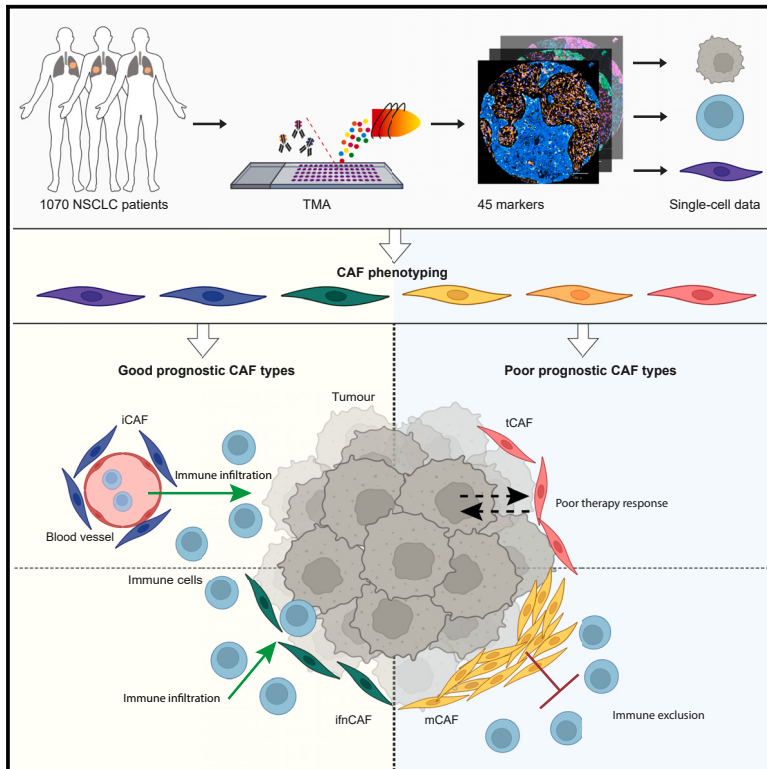 1070 NSCLC patients
TMA
45 markers
Single-cell data
CAF phenotyping
Good prognostic CAF types
Poor prognostic CAF types
Tumour
iCAF
tCAF
Immune infiltration
Poor therapy response
Blood vessel
Immune cells
Immune infiltration
ifnCAF
mCAF
Immune exclusion